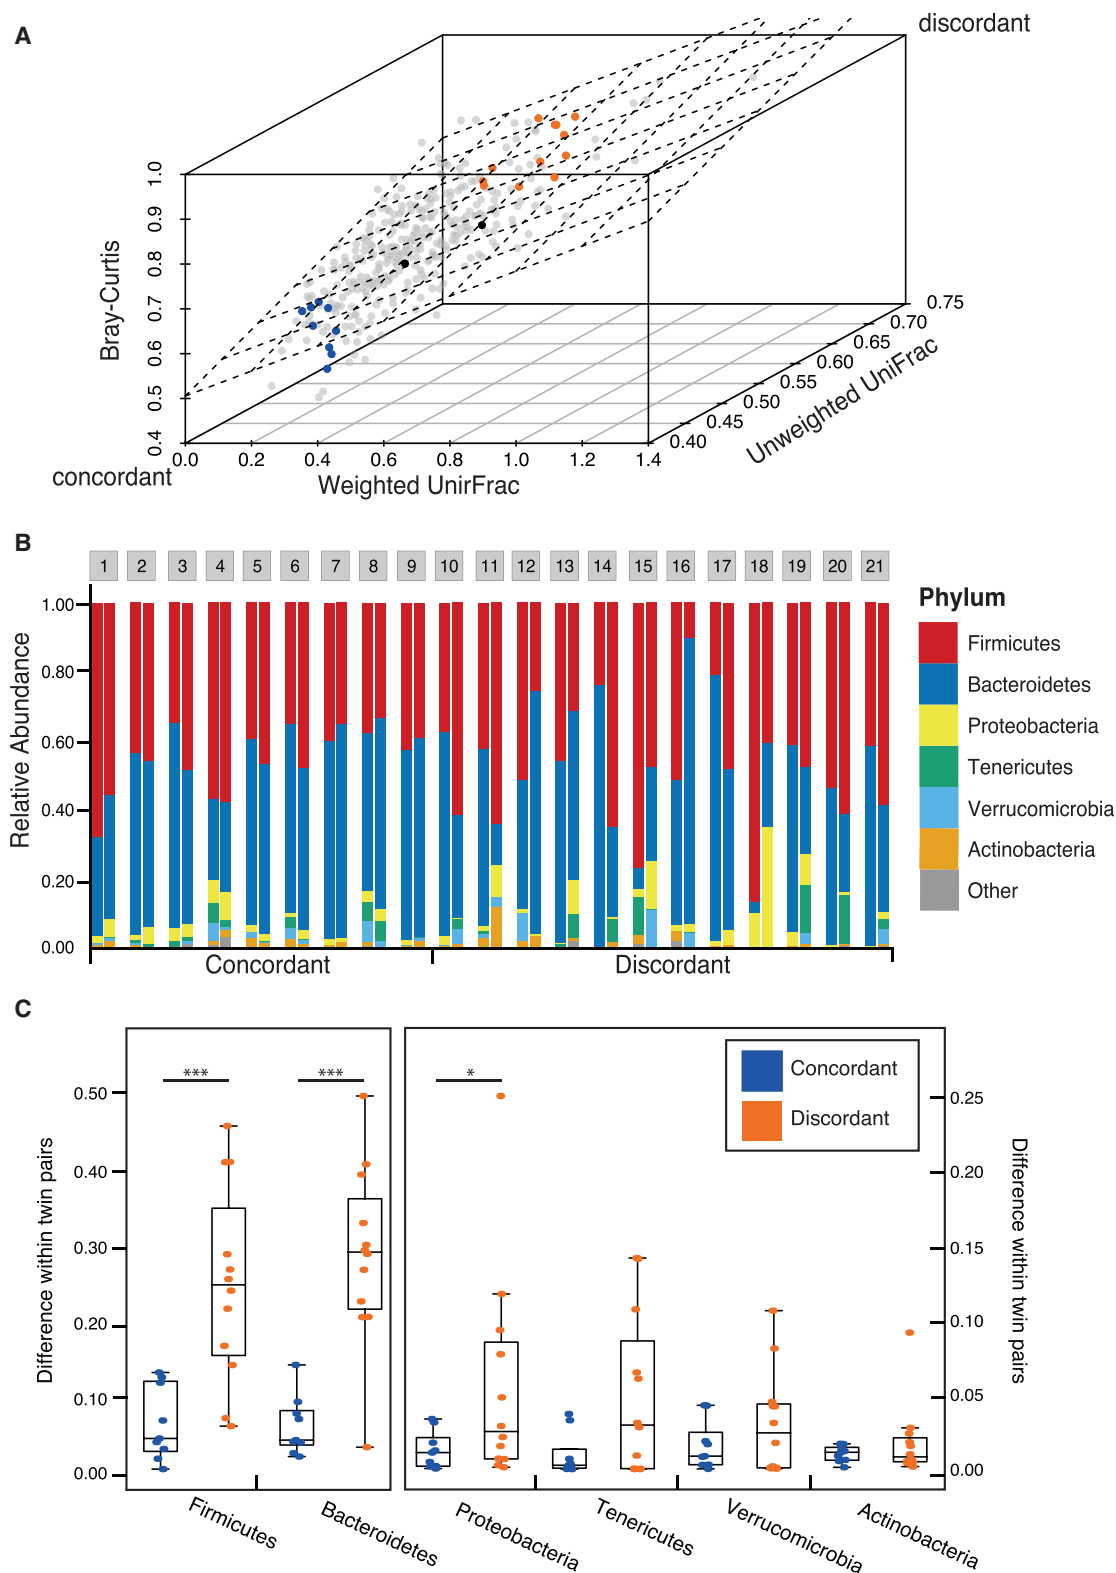 A
discordant
1.0
0.9
0.8
0.7
0.6
0.5
0.4
Bray-Curtis
0.0 0.2 0.4 0.6 0.8 1.0 1.2 1.4
Weighted UnirFrac
0.40
0.45
0.50
0.55
0.60
0.65
0.70
0.75
Unweighted UniFrac
concordant
B
1 2 3 4 5 6 7 8 9 10 11 12 13 14 15 16 17 18 19 20 21
1.00
0.80
0.60
0.40
0.20
0.00
Relative Abundance
Concordant Discordant
Phylum
Firmicutes
Bacteroidetes
Proteobacteria
Tenericutes
Verrucomicrobia
Actinobacteria
Other
C
*** *** *
Concordant
Discordant
0.50
0.40
0.30
0.20
0.10
0.00
Difference within twin pairs
0.25
0.20
0.15
0.10
0.05
0.00
Difference within twin pairs
Firmicutes
Bacteroidetes
Proteobacteria
Tenericutes
Verrucomicrobia
Actinobacteria